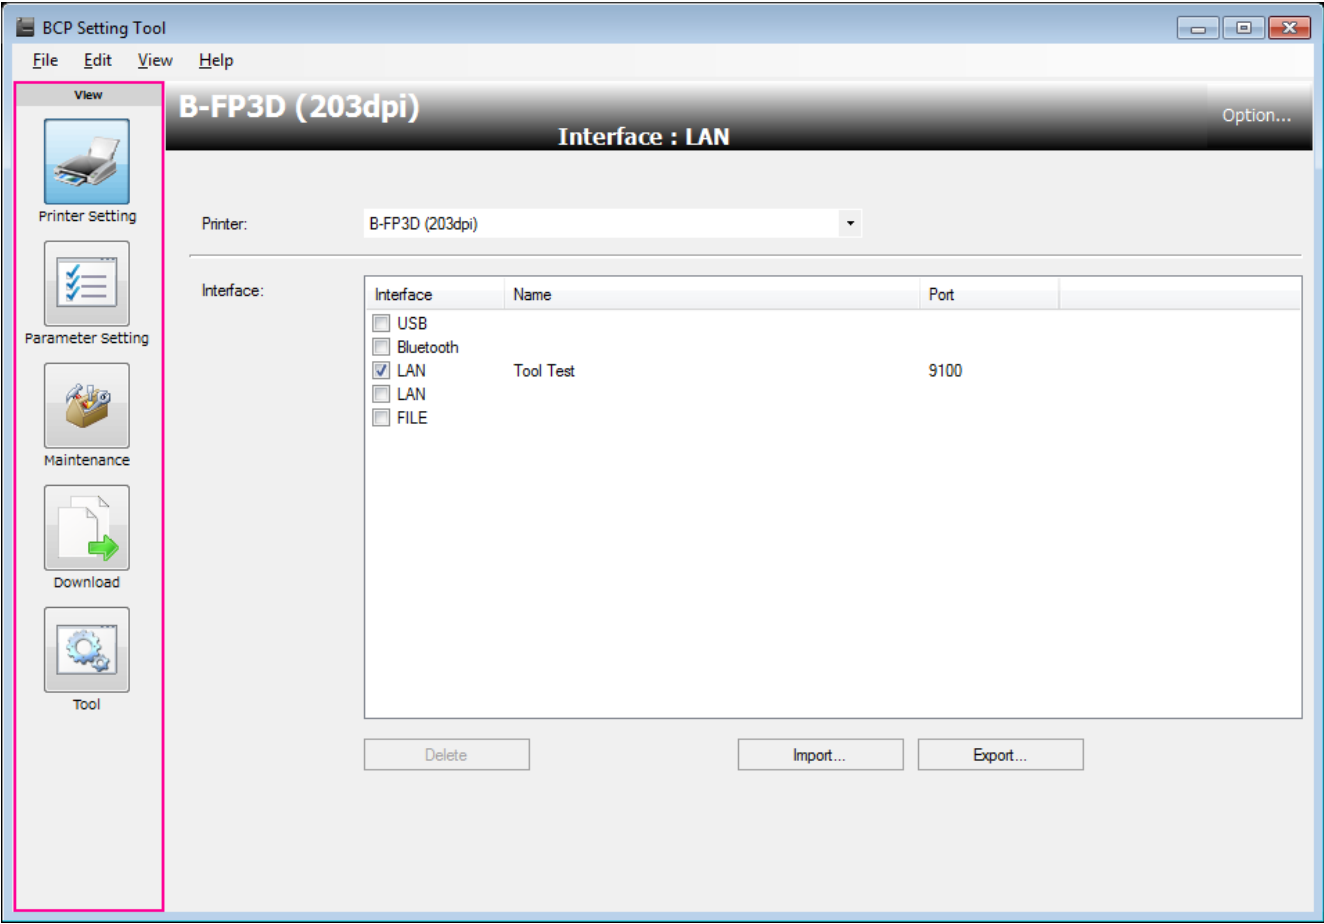 BCP Setting Tool
File Edit View Help
View
Printer Setting
Parameter Setting
Maintenance
Download
Tool
B-FP3D (203dpi)
Interface : LAN
Option...
Printer: B-FP3D (203dpi)
Interface:
Interface Name Port
USB
Bluetooth
LAN Tool Test 9100
LAN
FILE
Delete Import... Export...